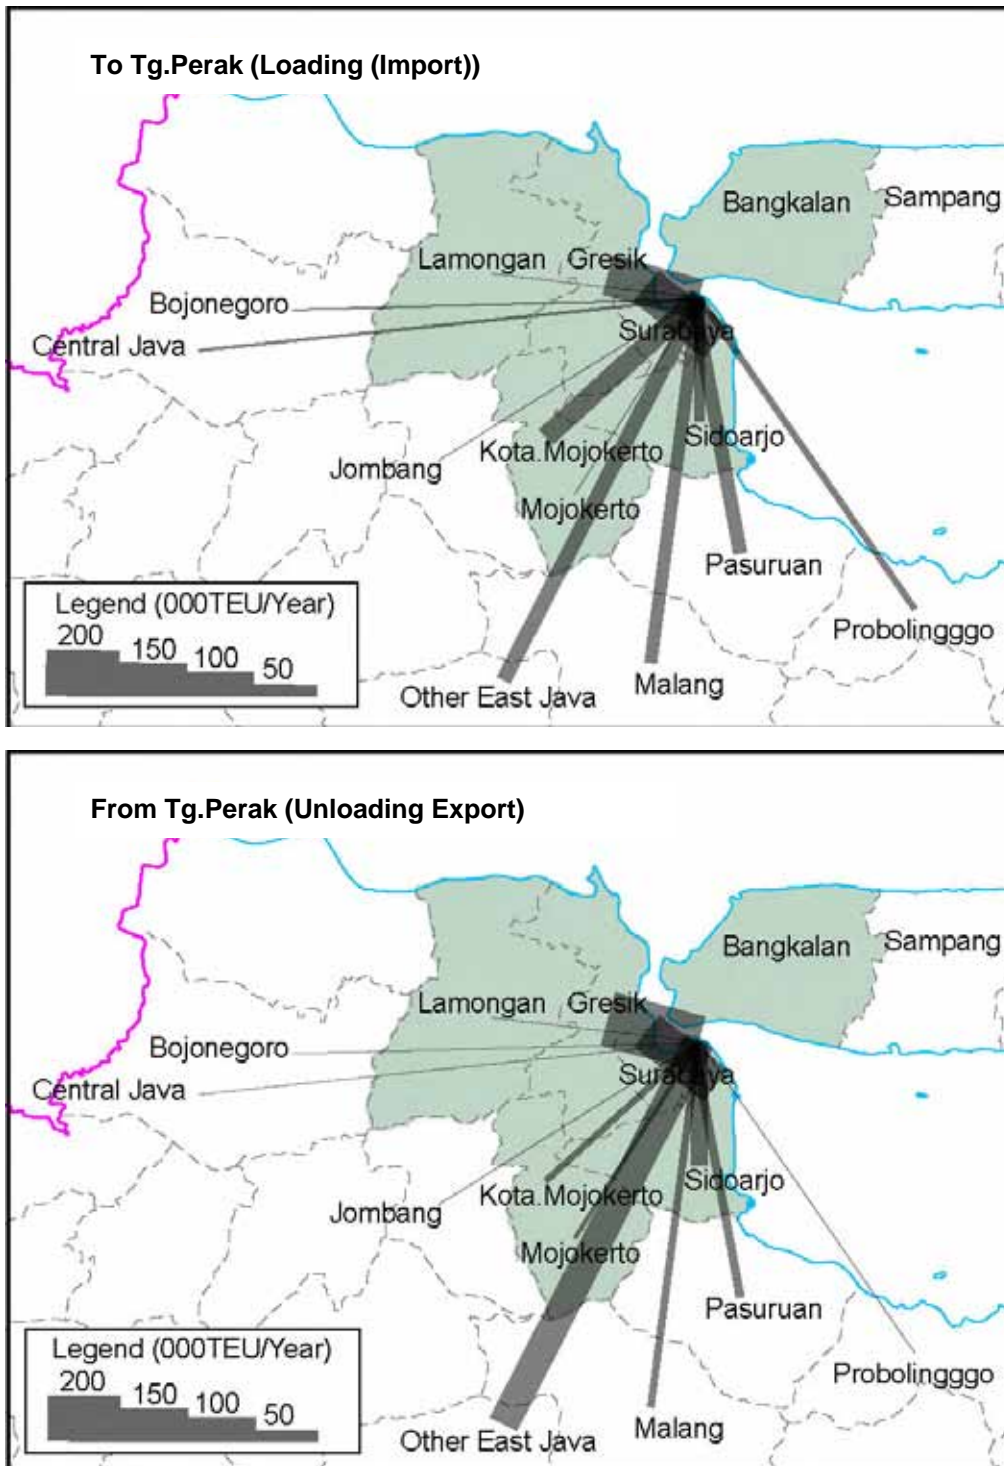 To Tg.Perak (Loading (Import))
Bangkalan
Sampang
Lamongan
Gresik
Bojonegoro
Surabaya
Central Java
Sidoarjo
Kota.Mojokerto
Jombang
Mojokerto
Pasuruan
Legend (000TEU/Year)
200 150 100 50
Probolingggo
Malang
Other East Java
From Tg.Perak (Unloading Export)
Bangkalan
Sampang
Lamongan
Gresik
Bojonegoro
Surabaya
Central Java
Sidoarjo
Kota.Mojokerto
Jombang
Mojokerto
Pasuruan
Legend (000TEU/Year)
200 150 100 50
Probolingggo
Malang
Other East Java